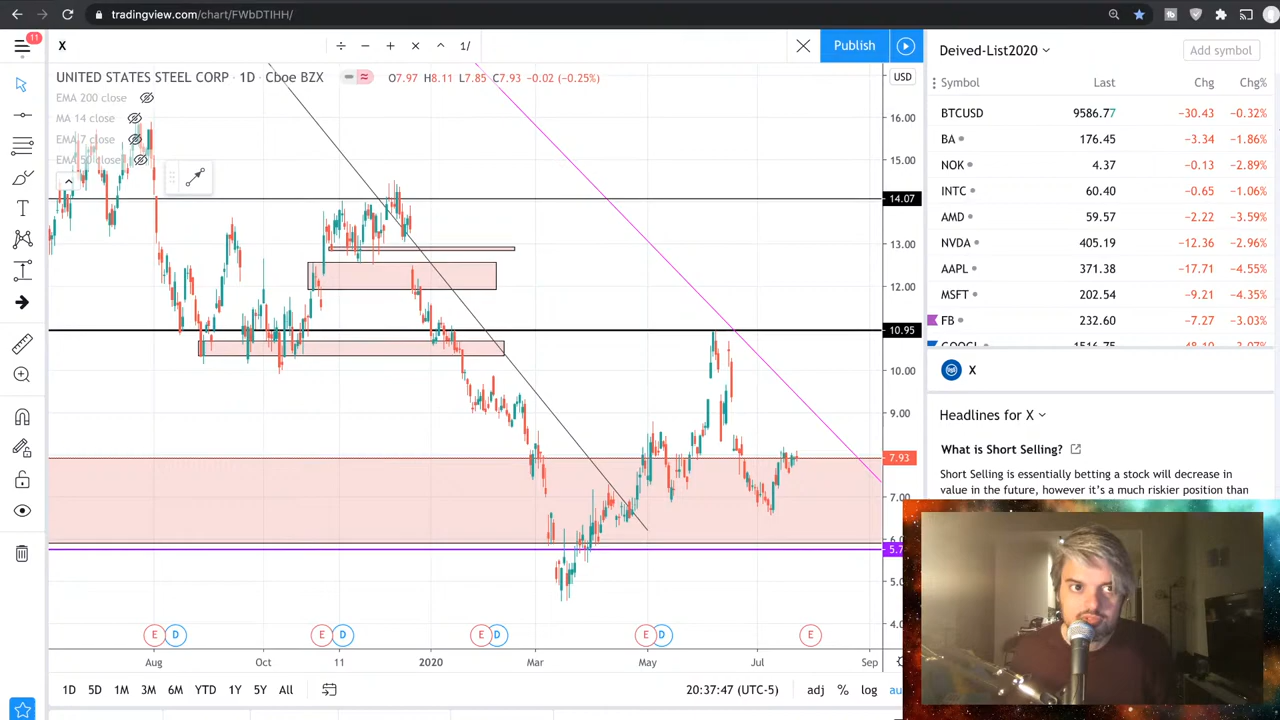 tradingview.com/chart/FWbDTIHH/
11
X
1/
Publish
UNITED STATES STEEL CORP · 1D · Cboe BZX
O7.97 H8.11 L7.85 C7.93 −0.02 (−0.25%)
USD
EMA 200 close
MA 14 close
EMA 7 close
EMA 50 close
16.00
15.00
14.07
13.00
12.00
10.95
10.00
9.00
7.93
7.00
5.7
5.0
E D E D E D E D E
Aug Oct 11 2020 Mar May Jul Sep
1D 5D 1M 3M 6M YTD 1Y 5Y All
20:37:47 (UTC-5)
adj % log au
Deived-List2020
Add symbol
Symbol Last Chg Chg%
BTCUSD 9586.77 −30.43 −0.32%
BA 176.45 −3.34 −1.86%
NOK 4.37 −0.13 −2.89%
INTC 60.40 −0.65 −1.06%
AMD 59.57 −2.22 −3.59%
NVDA 405.19 −12.36 −2.96%
AAPL 371.38 −17.71 −4.55%
MSFT 202.54 −9.21 −4.35%
FB 232.60 −7.27 −3.03%
X
Headlines for X
What is Short Selling?
Short Selling is essentially betting a stock will decrease in
value in the future, however it's a much riskier position than